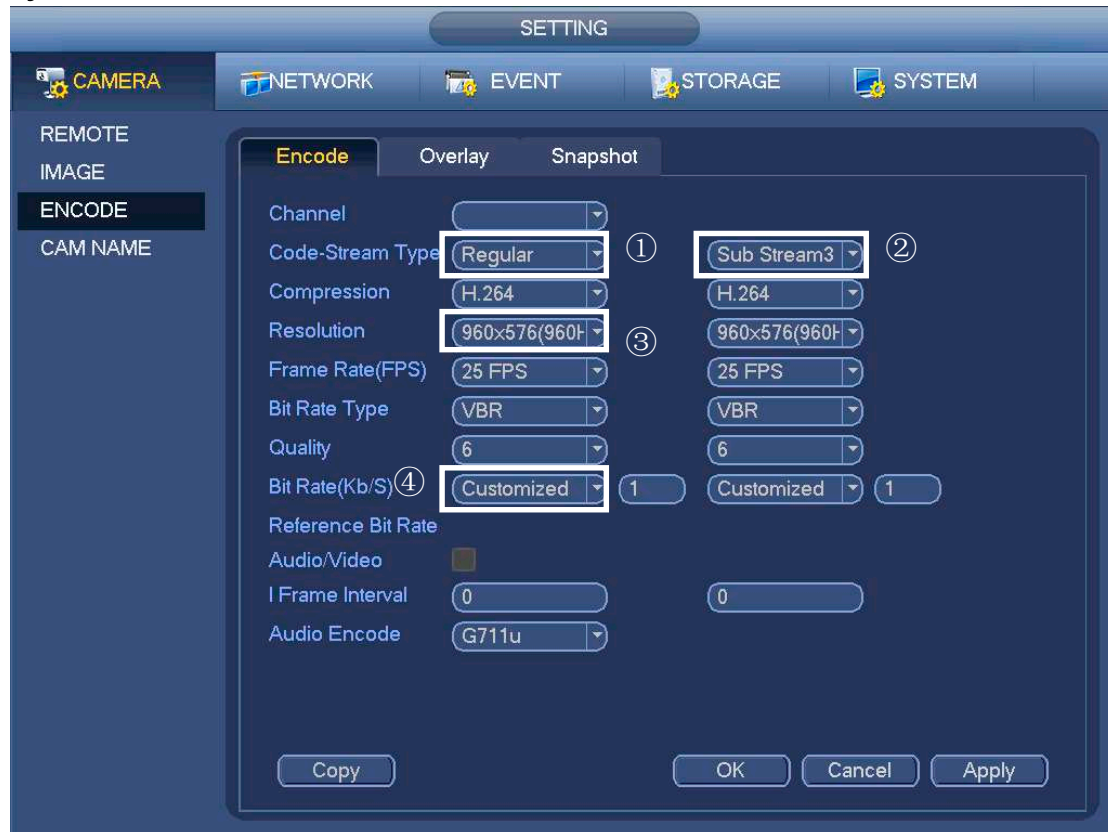 SETTING
CAMERA NETWORK EVENT STORAGE SYSTEM
REMOTE
IMAGE
ENCODE
CAM NAME
Encode Overlay Snapshot
Channel
Code-Stream Type Regular ① Sub Stream3 ②
Compression H.264 H.264
Resolution 960×576(960H ③ 960×576(960H
Frame Rate(FPS) 25 FPS 25 FPS
Bit Rate Type VBR VBR
Quality 6 6
Bit Rate(Kb/S) ④ Customized 1 Customized 1
Reference Bit Rate
Audio/Video
I Frame Interval 0 0
Audio Encode G711u
Copy OK Cancel Apply